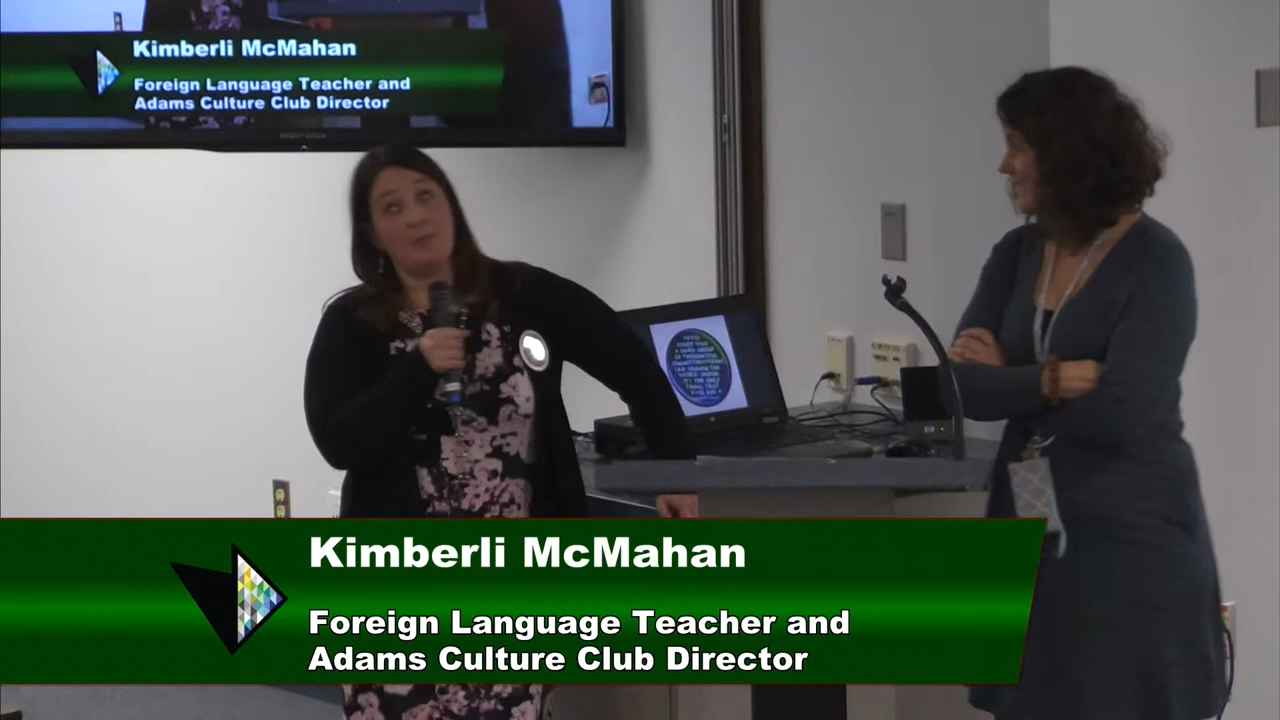 Kimberli McMahan
Foreign Language Teacher and
Adams Culture Club Director
Kimberli McMahan
Foreign Language Teacher and
Adams Culture Club Director